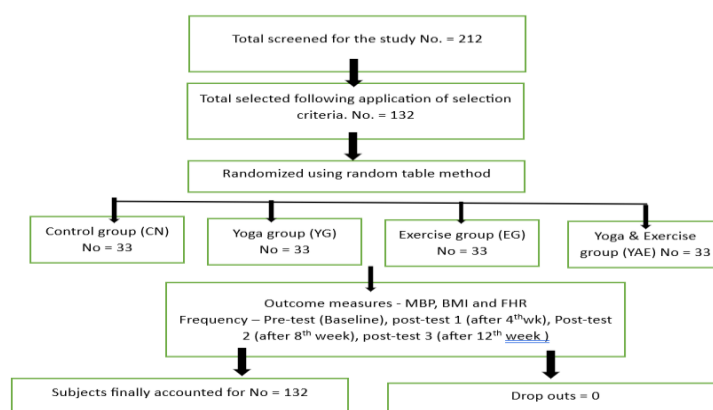 Total screened for the study No. = 212
Total selected following application of selection
criteria. No. = 132
Randomized using random table method
Control group (CN)
No = 33
Yoga group (YG)
No = 33
Exercise group (EG)
No = 33
Yoga & Exercise
group (YAE) No = 33
Outcome measures - MBP, BMI and FHR
Frequency – Pre-test (Baseline), post-test 1 (after 4thwk), Post-test
2 (after 8th week), post-test 3 (after 12th week )
Subjects finally accounted for No = 132
Drop outs = 0